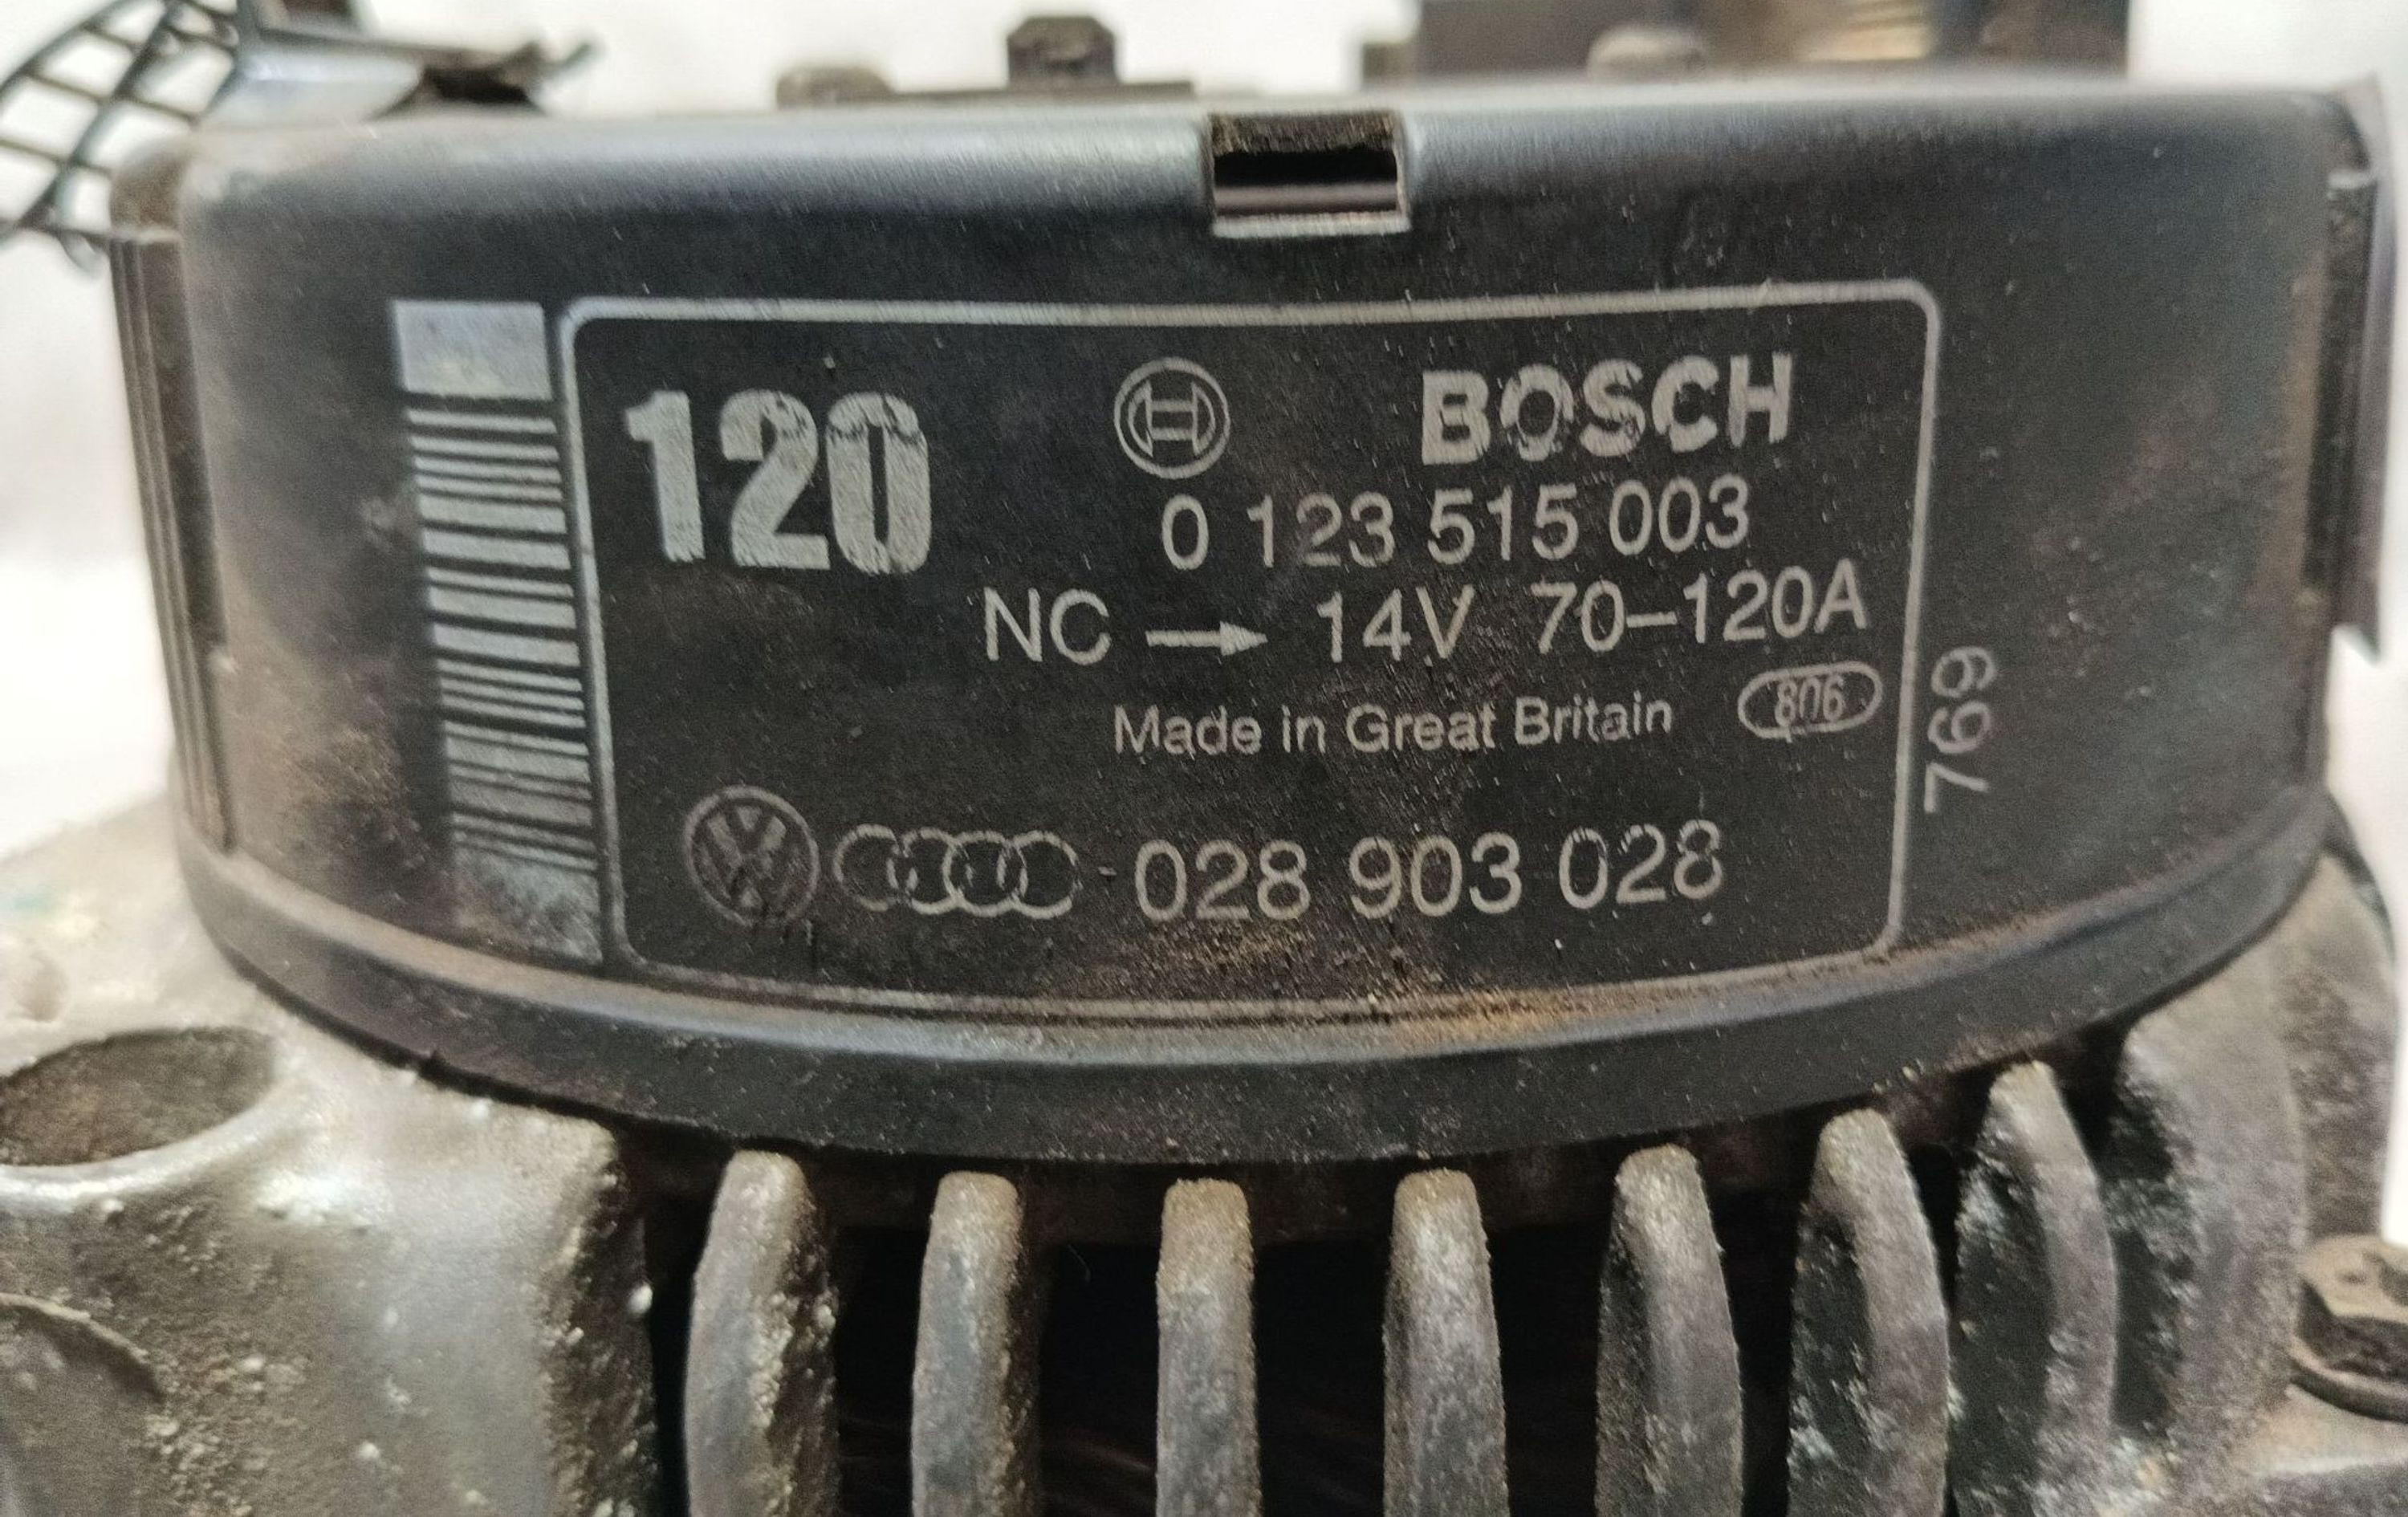 120 BOSCH
0 123 515 003
NC → 14V 70–120A
Made in Great Britain 806
028 903 028
769